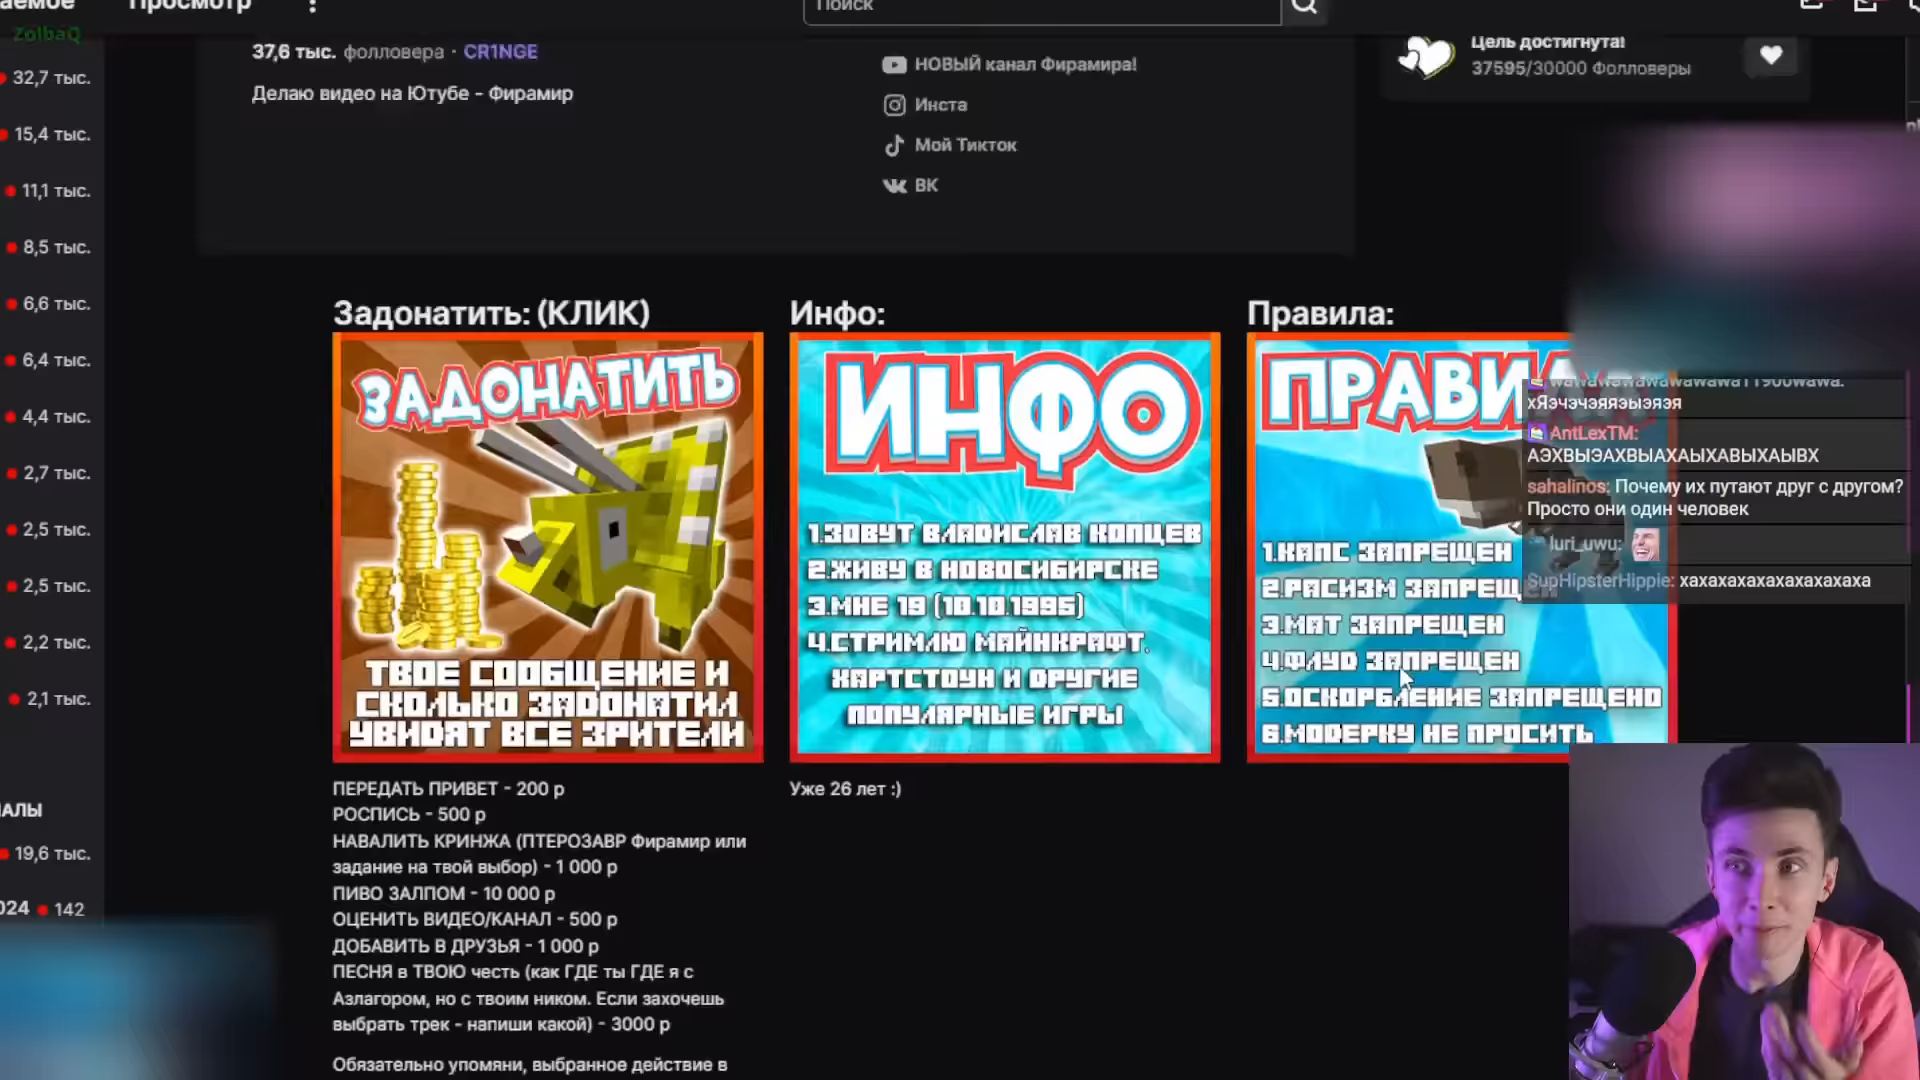 Просмотр
Поиск
ZolbaQ
37,6 тыс. фолловера · CR1NGE
Делаю видео на Ютубе - Фирамир
НОВЫЙ канал Фирамира!
Инста
Мой Тикток
ВК
Цель достигнута!
37595/30000 Фолловеры
32,7 тыс.
15,4 тыс.
11,1 тыс.
8,5 тыс.
6,6 тыс.
6,4 тыс.
4,4 тыс.
2,7 тыс.
2,5 тыс.
2,5 тыс.
2,2 тыс.
2,1 тыс.
19,6 тыс.
142
Задонатить: (КЛИК)
ЗАДОНАТИТЬ
ТВОЕ СООБЩЕНИЕ И
СКОЛЬКО ЗАДОНАТИЛ
УВИДЯТ ВСЕ ЗРИТЕЛИ
ПЕРЕДАТЬ ПРИВЕТ - 200 р
РОСПИСЬ - 500 р
НАВАЛИТЬ КРИНЖА (ПТЕРОЗАВР Фирамир или
задание на твой выбор) - 1 000 р
ПИВО ЗАЛПОМ - 10 000 р
ОЦЕНИТЬ ВИДЕО/КАНАЛ - 500 р
ДОБАВИТЬ В ДРУЗЬЯ - 1 000 р
ПЕСНЯ в ТВОЮ честь (как ГДЕ ты ГДЕ я с
Азлагором, но с твоим ником. Если захочешь
выбрать трек - напиши какой) - 3000 р
Обязательно упомяни, выбранное действие в
Инфо:
ИНФО
1.ЗОВУТ ВЛАДИСЛАВ КОПЦЕВ
2.ЖИВУ В НОВОСИБИРСКЕ
3.МНЕ 19 (10.10.1995)
4.СТРИМЛЮ МАЙНКРАФТ,
ХАРТСТОУН И ДРУГИЕ
ПОПУЛЯРНЫЕ ИГРЫ
Уже 26 лет :)
Правила:
ПРАВИ
1.КАПС ЗАПРЕЩЕН
2.РАСИЗМ ЗАПРЕЩЕН
3.МАТ ЗАПРЕЩЕН
4.ФЛУД ЗАПРЕЩЕН
5.ОСКОРБЛЕНИЕ ЗАПРЕЩЕНО
6.МОДЕРКУ НЕ ПРОСИТЬ
хЯэчэчэяяэыэяэя
AntLexTM:
АЭХВЫЭАХВЫАХАЫХАВЫХАЫВХ
sahalinos: Почему их путают друг с другом?
Просто они один человек
luri_uwu:
SupHipsterHippie: хахахахахахахахахаха